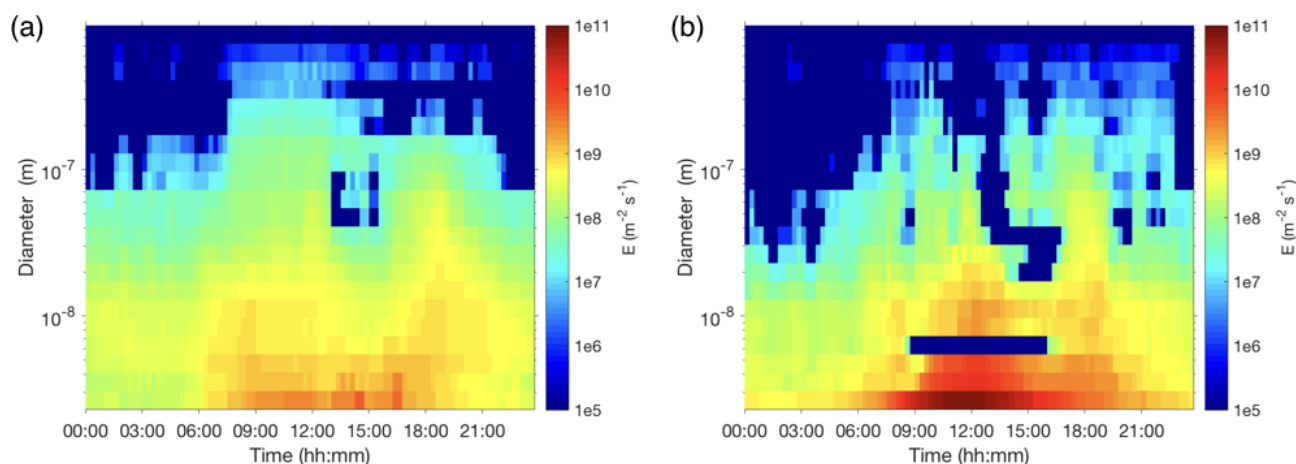 (a)
Diameter (m)
10-7
10-8
00:00 03:00 06:00 09:00 12:00 15:00 18:00 21:00
Time (hh:mm)
1e11
1e10
1e9
1e8
1e7
1e6
1e5
E (m-2 s-1)
(b)
Diameter (m)
10-7
10-8
00:00 03:00 06:00 09:00 12:00 15:00 18:00 21:00
Time (hh:mm)
1e11
1e10
1e9
1e8
1e7
1e6
1e5
E (m-2 s-1)